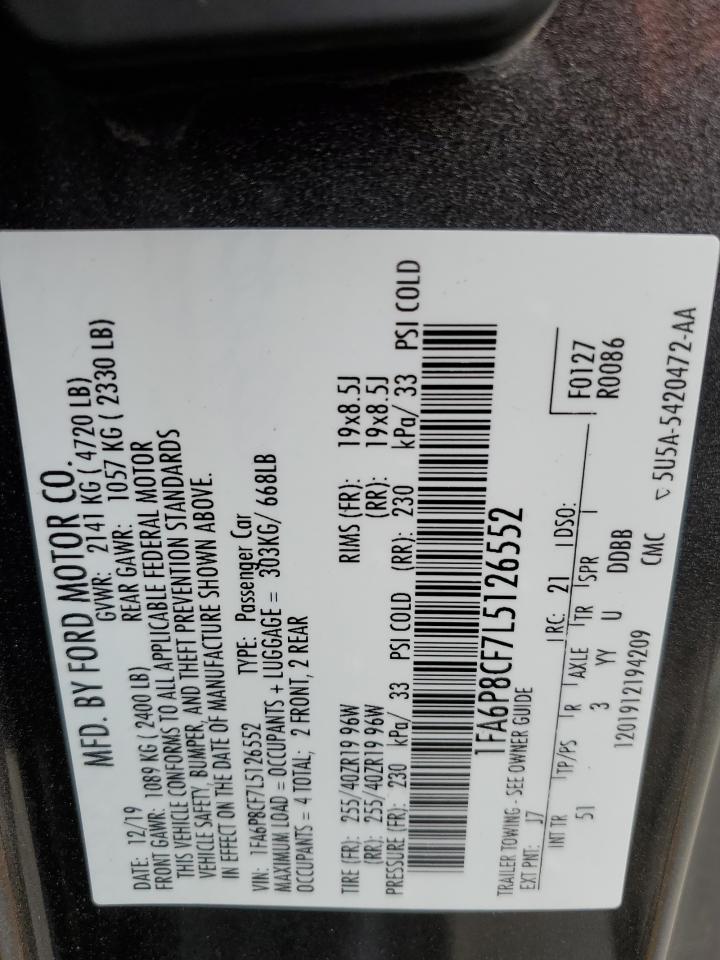 MFD. BY FORD MOTOR CO.
DATE: 12/19 GVWR: 2141 KG ( 4720 LB)
FRONT GAWR: 1089 KG (2400 LB) REAR GAWR: 1057 KG ( 2330 LB)
THIS VEHICLE CONFORMS TO ALL APPLICABLE FEDERAL MOTOR
VEHICLE SAFETY, BUMPER, AND THEFT PREVENTION STANDARDS
IN EFFECT ON THE DATE OF MANUFACTURE SHOWN ABOVE.
VIN: 1FA6P8CF7L5126552 TYPE: Passenger Car
MAXIMUM LOAD = OCCUPANTS + LUGGAGE = 303KG/ 668LB
OCCUPANTS = 4 TOTAL; 2 FRONT, 2 REAR
TIRE (FR): 255/40ZR19 96W RIMS (FR): 19x8.5J
(RR): 255/40ZR19 96W (RR): 19x8.5J
PRESSURE (FR): 230 kPa/ 33 PSI COLD (RR): 230 kPa/ 33 PSI COLD
1FA6P8CF7L5126552
TRAILER TOWING - SEE OWNER GUIDE
EXT PNT: J7 RC: 21 DSO: F0127
R0086
INT TR TP/PS R AXLE TR SPR
51 3 YY U DDBB
1201912194209 CMC 5U5A-5420472-AA